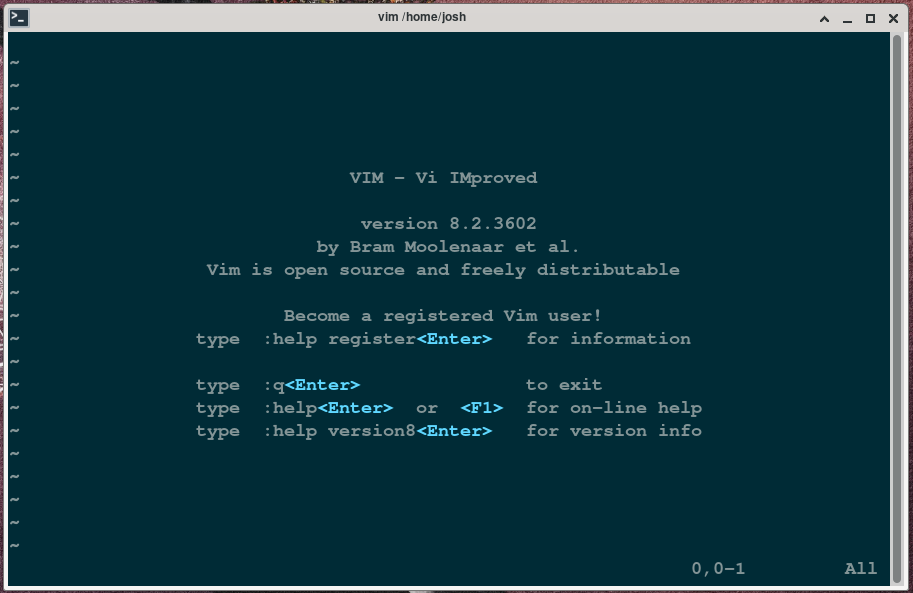 vim /home/josh
~
~
~
~
~
~ VIM - Vi IMproved
~
~ version 8.2.3602
~ by Bram Moolenaar et al.
~ Vim is open source and freely distributable
~
~ Become a registered Vim user!
~ type :help register<Enter> for information
~
~ type :q<Enter> to exit
~ type :help<Enter> or <F1> for on-line help
~ type :help version8<Enter> for version info
~
~
~
~
~
0,0-1 All